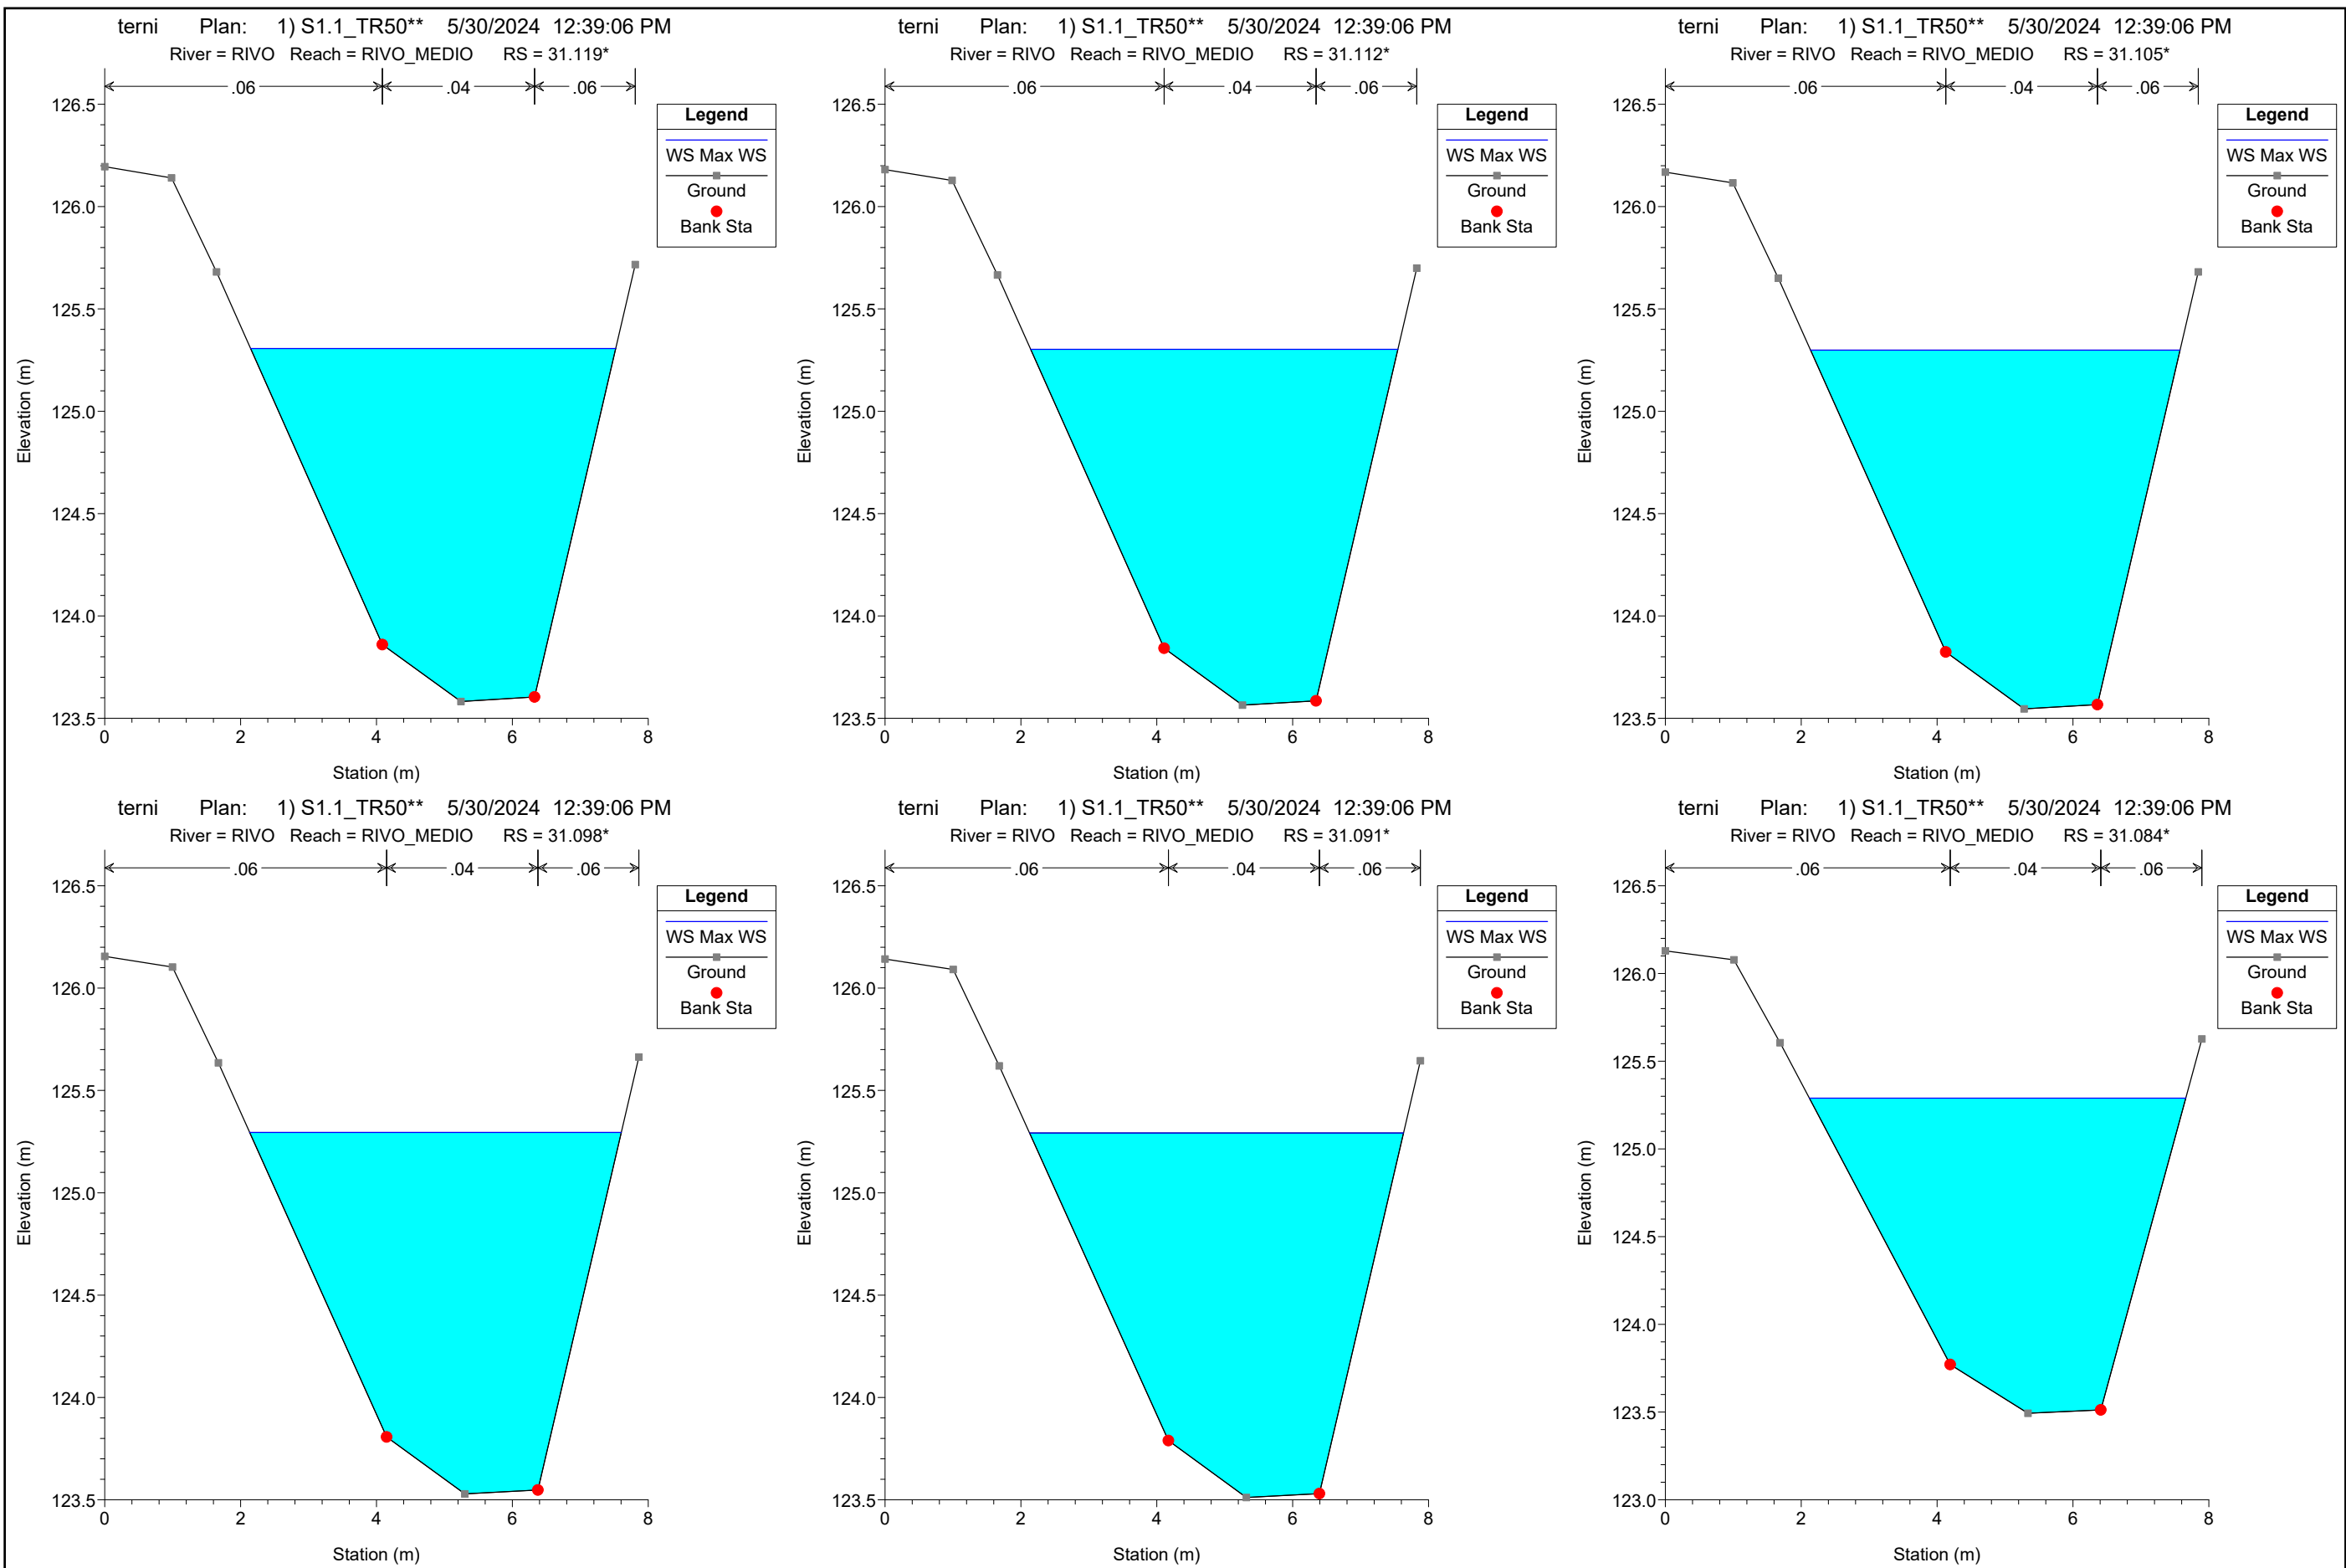 terni Plan: 1) S1.1_TR50** 5/30/2024 12:39:06 PM
River = RIVO Reach = RIVO_MEDIO RS = 31.119*
.06 .04 .06
126.5
126.0
125.5
125.0
124.5
124.0
123.5
Elevation (m)
0 2 4 6 8
Station (m)
Legend
WS Max WS
Ground
Bank Sta
terni Plan: 1) S1.1_TR50** 5/30/2024 12:39:06 PM
River = RIVO Reach = RIVO_MEDIO RS = 31.112*
.06 .04 .06
126.5
126.0
125.5
125.0
124.5
124.0
123.5
Elevation (m)
0 2 4 6 8
Station (m)
Legend
WS Max WS
Ground
Bank Sta
terni Plan: 1) S1.1_TR50** 5/30/2024 12:39:06 PM
River = RIVO Reach = RIVO_MEDIO RS = 31.105*
.06 .04 .06
126.5
126.0
125.5
125.0
124.5
124.0
123.5
Elevation (m)
0 2 4 6 8
Station (m)
Legend
WS Max WS
Ground
Bank Sta
terni Plan: 1) S1.1_TR50** 5/30/2024 12:39:06 PM
River = RIVO Reach = RIVO_MEDIO RS = 31.098*
.06 .04 .06
126.5
126.0
125.5
125.0
124.5
124.0
123.5
Elevation (m)
0 2 4 6 8
Station (m)
Legend
WS Max WS
Ground
Bank Sta
terni Plan: 1) S1.1_TR50** 5/30/2024 12:39:06 PM
River = RIVO Reach = RIVO_MEDIO RS = 31.091*
.06 .04 .06
126.5
126.0
125.5
125.0
124.5
124.0
123.5
Elevation (m)
0 2 4 6 8
Station (m)
Legend
WS Max WS
Ground
Bank Sta
terni Plan: 1) S1.1_TR50** 5/30/2024 12:39:06 PM
River = RIVO Reach = RIVO_MEDIO RS = 31.084*
.06 .04 .06
126.5
126.0
125.5
125.0
124.5
124.0
123.5
123.0
Elevation (m)
0 2 4 6 8
Station (m)
Legend
WS Max WS
Ground
Bank Sta